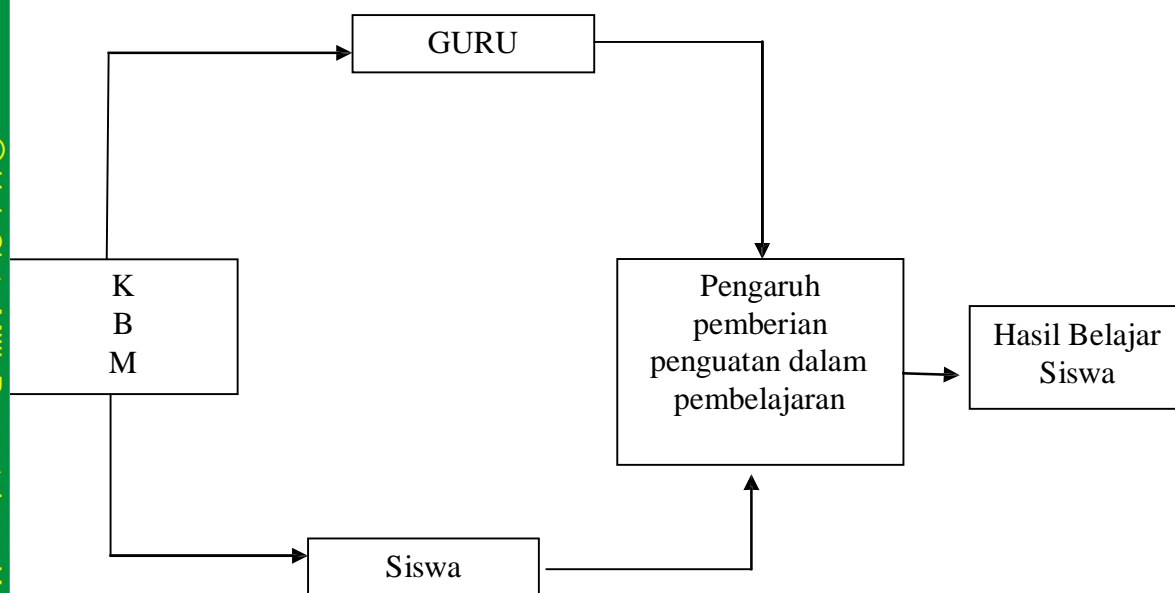 GURU
K
B
M
Pengaruh
pemberian
penguatan dalam
pembelajaran
Hasil Belajar
Siswa
Siswa